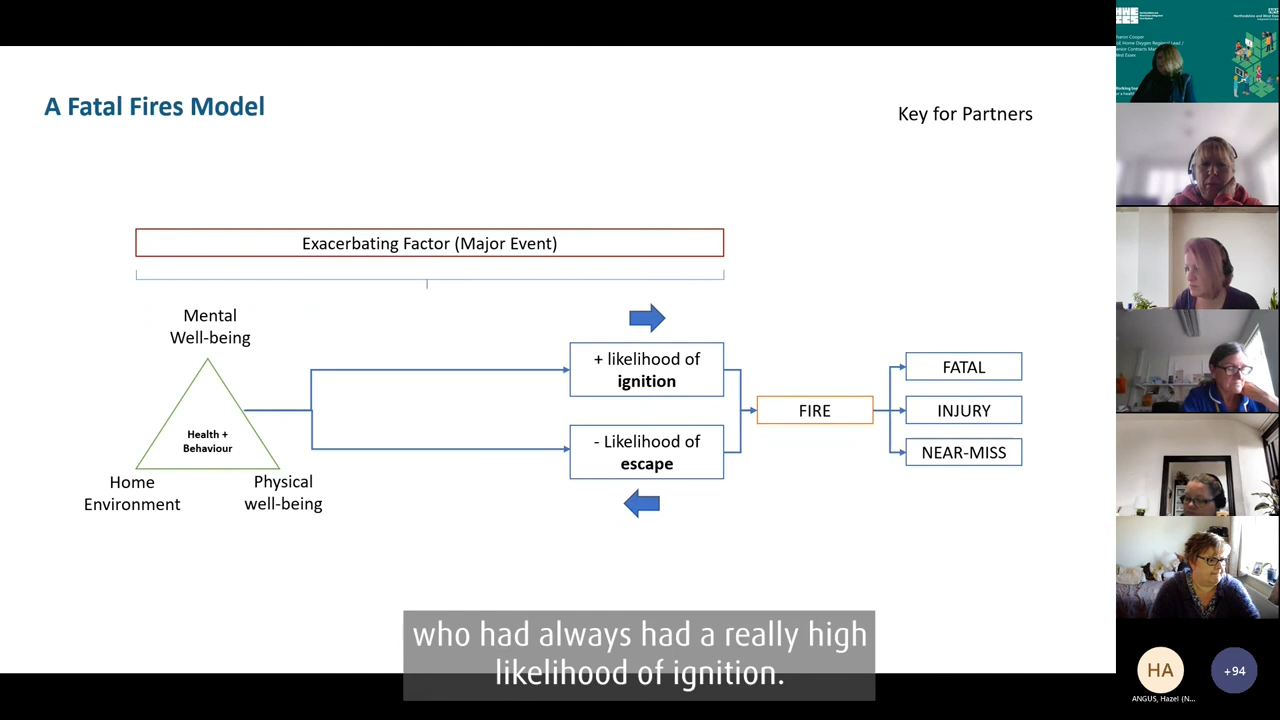 A Fatal Fires Model
Key for Partners
Exacerbating Factor (Major Event)
Mental
Well-being
Health +
Behaviour
Home
Environment
Physical
well-being
+ likelihood of
ignition
- Likelihood of
escape
FIRE
FATAL
INJURY
NEAR-MISS
who had always had a really high
likelihood of ignition.
HA
+94
ANGUS, Hazel (N...